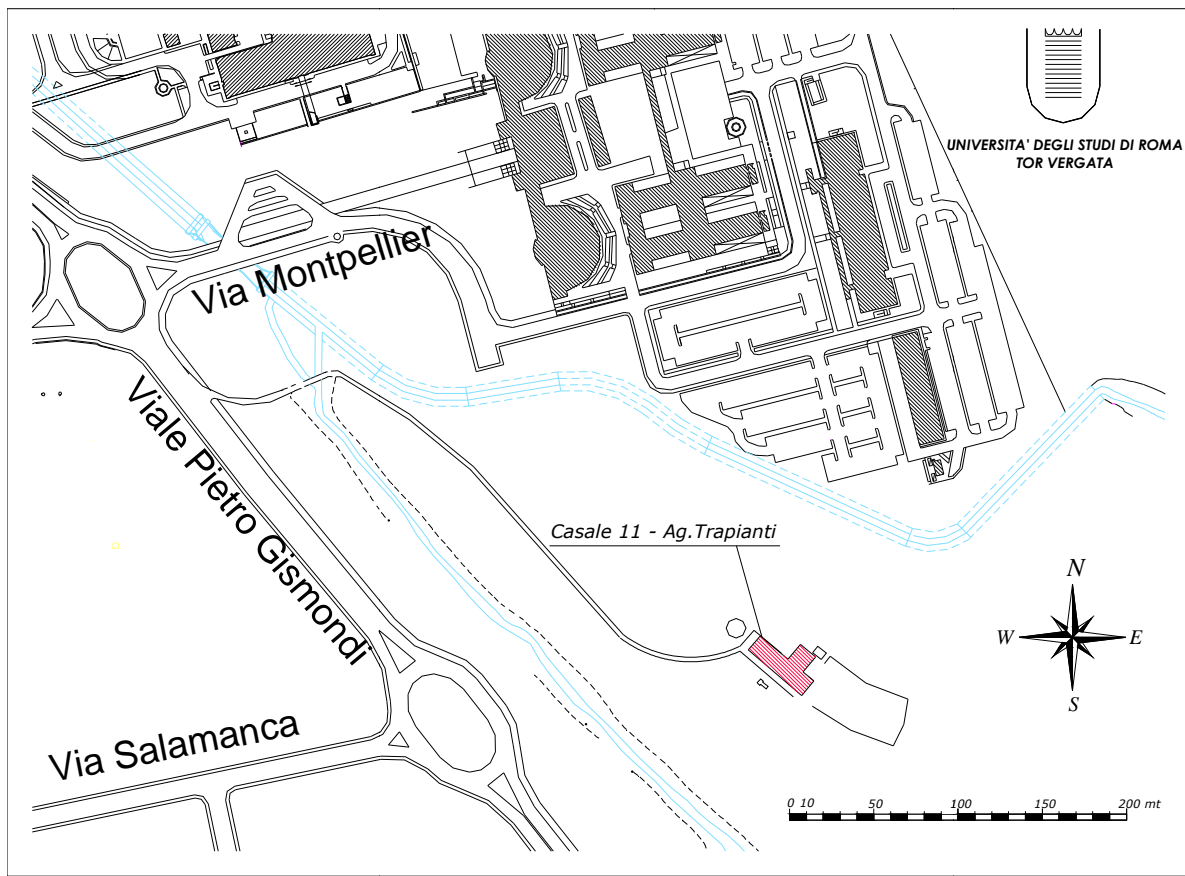 UNIVERSITA' DEGLI STUDI DI ROMA
TOR VERGATA
Via Montpellier
Viale Pietro Gismondi
Casale 11 - Ag.Trapianti
N
W
E
S
Via Salamanca
0 10 50 100 150 200 mt